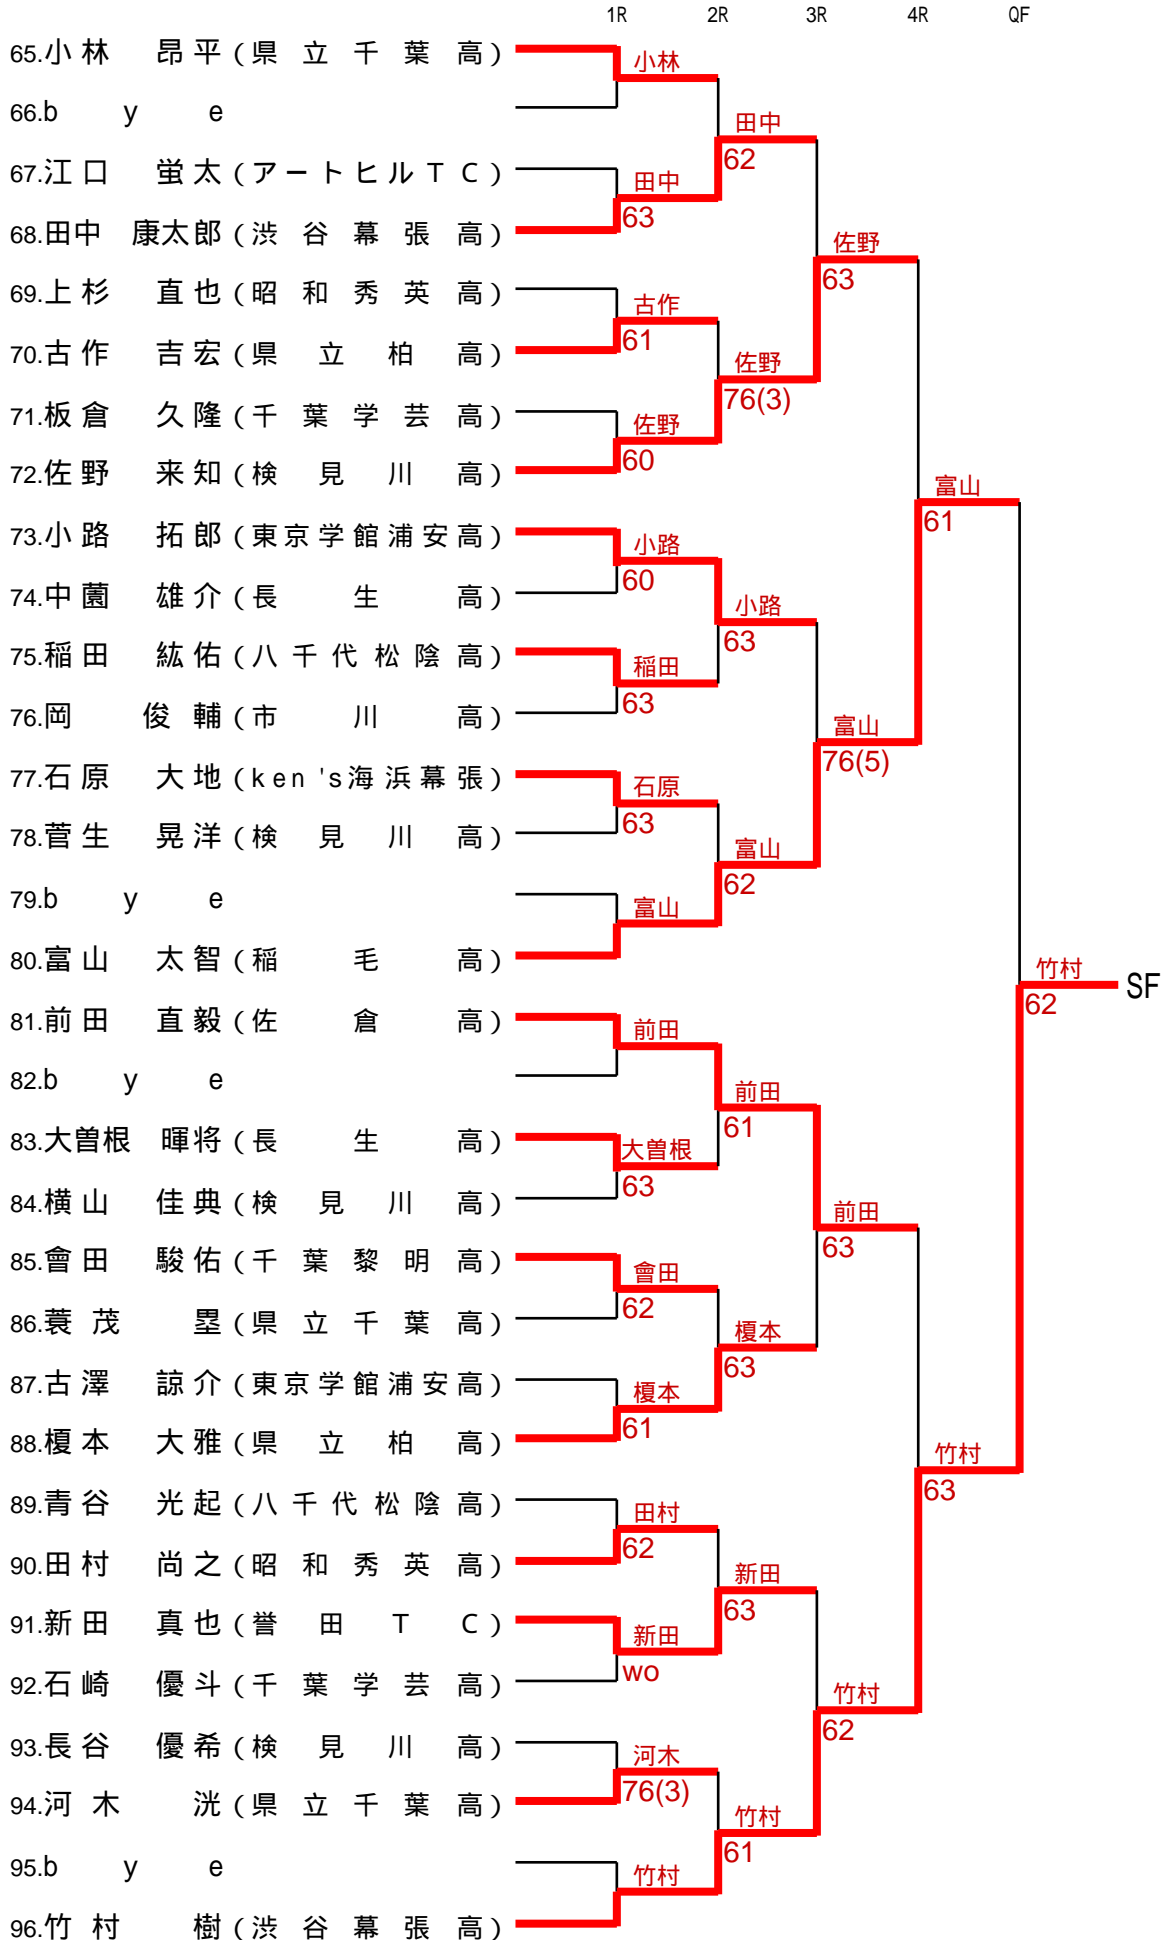 1R 2R 3R 4R QF
65.小林 昂平(県立千葉高)
小林
66.bye
田中
62
67.江口 蛍太(アートヒルTC)
田中
63
68.田中 康太郎(渋谷幕張高)
佐野
63
69.上杉 直也(昭和秀英高)
古作
61
70.古作 吉宏(県立柏高)
佐野
76(3)
71.板倉 久隆(千葉学芸高)
佐野
60
72.佐野 来知(検見川高)
富山
61
73.小路 拓郎(東京学館浦安高)
小路
60
74.中薗 雄介(長生高)
小路
63
75.稲田 紘佑(八千代松陰高)
稲田
63
76.岡 俊輔(市川高)
富山
76(5)
77.石原 大地(ken's海浜幕張)
石原
63
78.菅生 晃洋(検見川高)
富山
62
79.bye
富山
80.富山 太智(稲毛高)
竹村
62
SF
81.前田 直毅(佐倉高)
前田
82.bye
前田
61
83.大曽根 暉将(長生高)
大曽根
63
84.横山 佳典(検見川高)
前田
63
85.會田 駿佑(千葉黎明高)
會田
62
86.蓑茂 塁(県立千葉高)
榎本
63
87.古澤 諒介(東京学館浦安高)
榎本
61
88.榎本 大雅(県立柏高)
竹村
63
89.青谷 光起(八千代松陰高)
田村
62
90.田村 尚之(昭和秀英高)
新田
63
91.新田 真也(誉田TC)
新田
wo
92.石崎 優斗(千葉学芸高)
竹村
62
93.長谷 優希(検見川高)
河木
76(3)
94.河木 洸(県立千葉高)
竹村
61
95.bye
竹村
96.竹村 樹(渋谷幕張高)